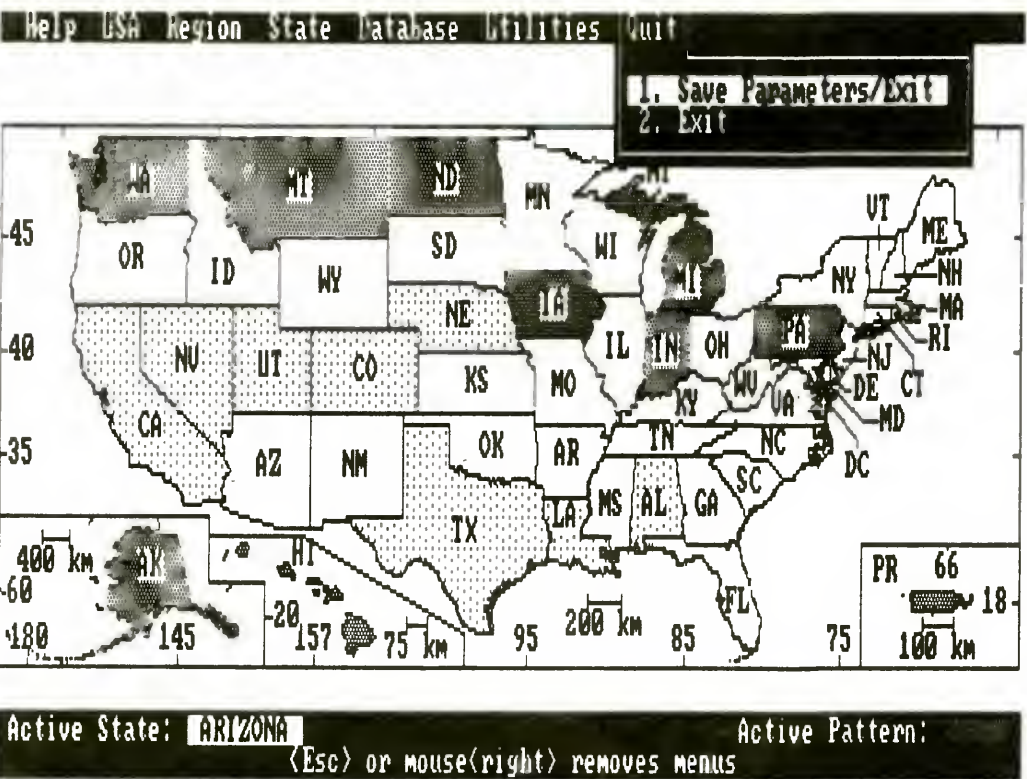 Help USA Region State Database Utilities Quit
1. Save Parameters/Exit
2. Exit
WA MT ND MN MI
VT ME
45 OR ID WY SD WI MI NY NH
NE IA MA
40 NV UT CO IL IN OH PA RI
NJ
KS MO WV DE CT
KY VA MD
CA
35 AZ NM OK AR TN NC DC
SC
TX LA MS AL GA
400 km AK HI PR 66
60 FL 18
20 200 km
180 145 157 75 km 95 85 75 100 km
Active State: ARIZONA Active Pattern:
<Esc> or mouse<right> removes menus